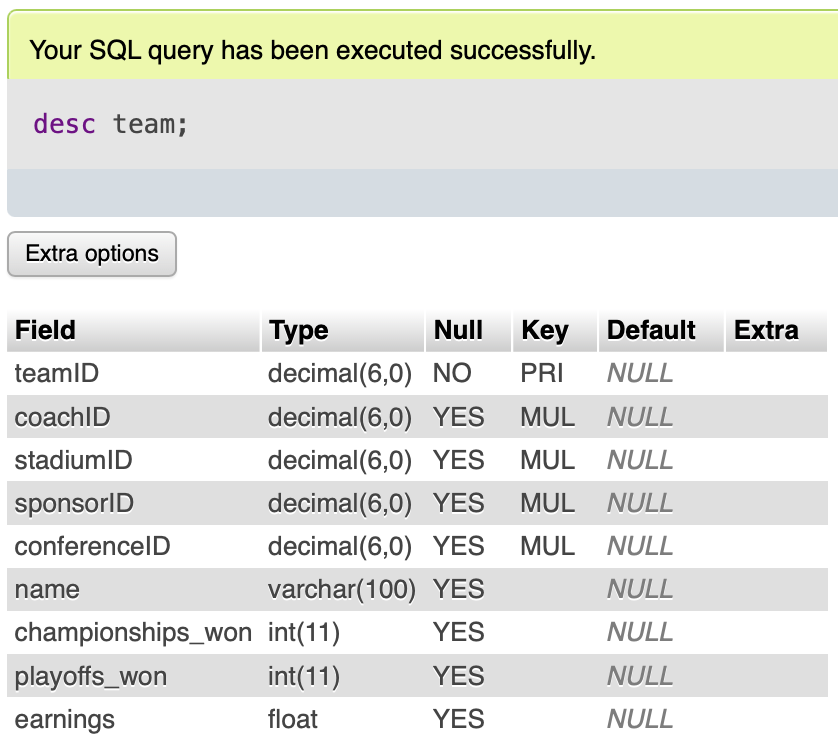 Your SQL query has been executed successfully.
desc team;
Extra options
Field Type Null Key Default Extra
teamID decimal(6,0) NO PRI NULL
coachID decimal(6,0) YES MUL NULL
stadiumID decimal(6,0) YES MUL NULL
sponsorID decimal(6,0) YES MUL NULL
conferenceID decimal(6,0) YES MUL NULL
name varchar(100) YES NULL
championships_won int(11) YES NULL
playoffs_won int(11) YES NULL
earnings float YES NULL